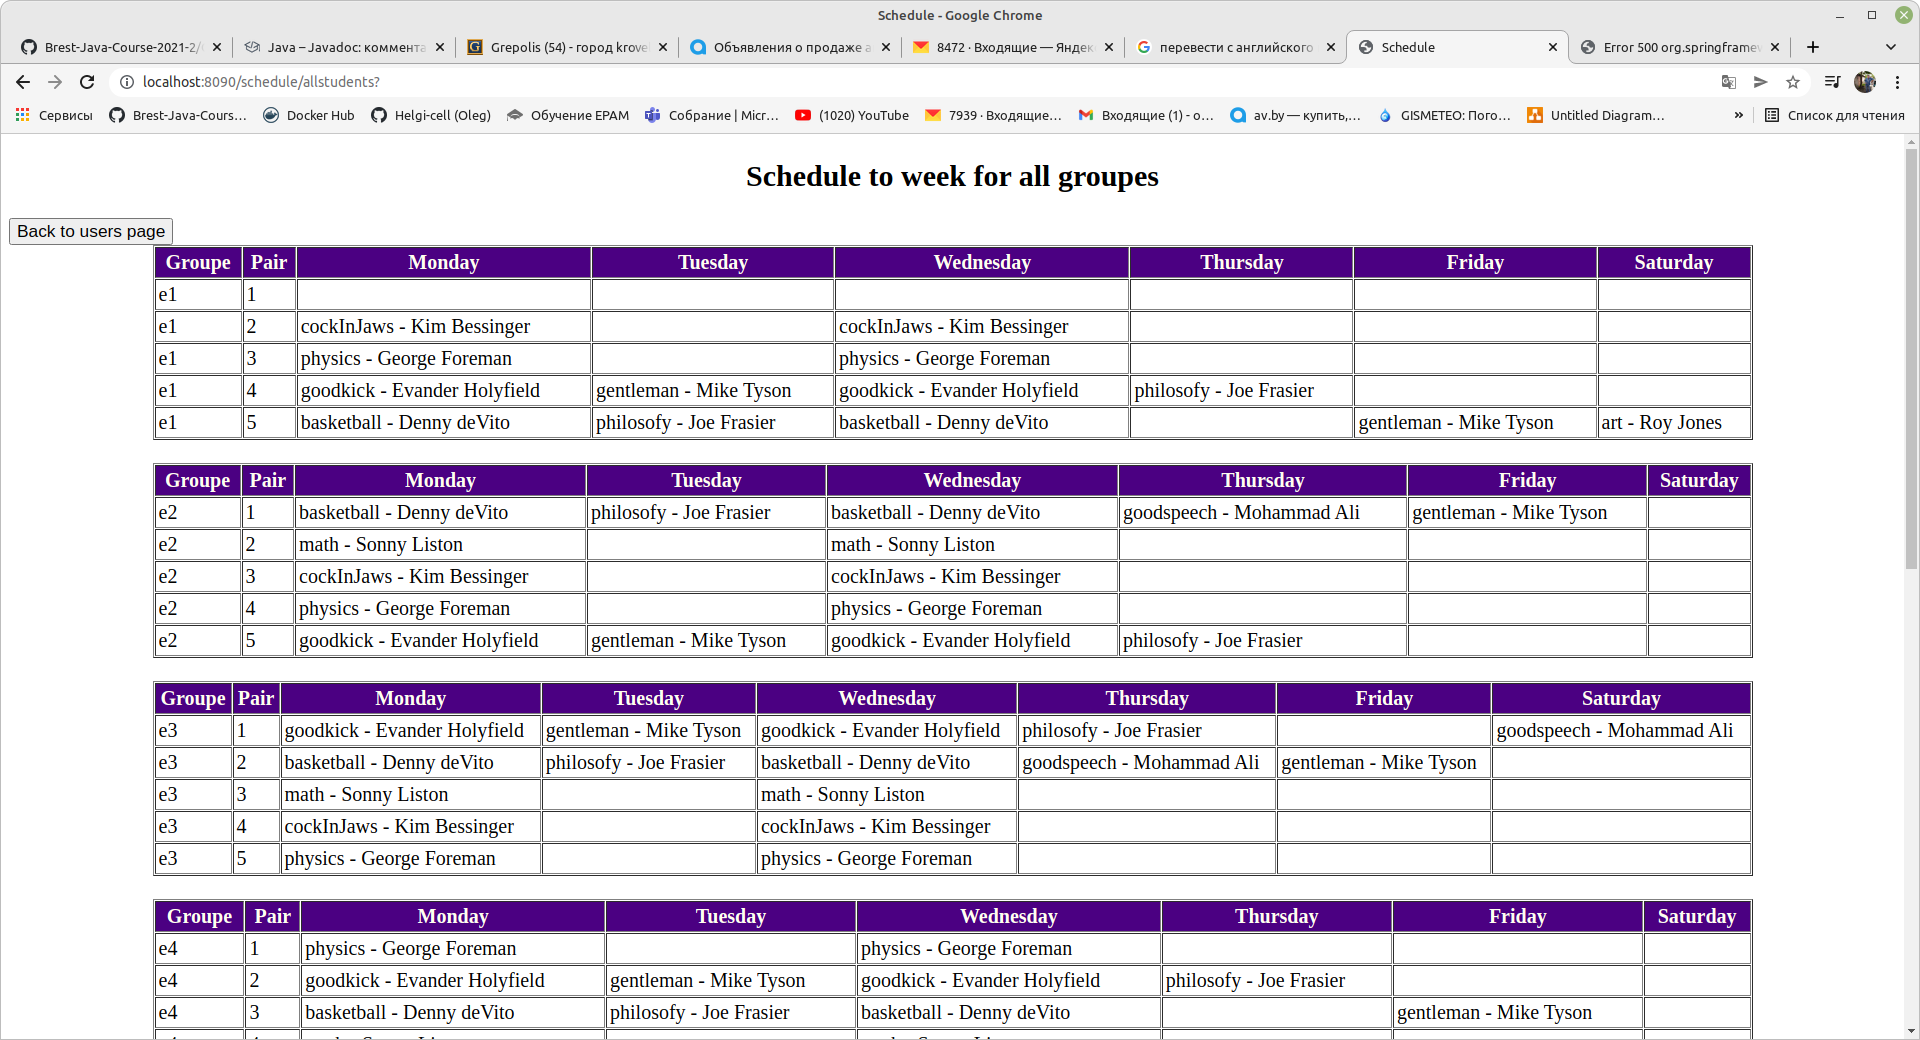 Schedule - Google Chrome
Brest-Java-Course-2021-2/ Java – Javadoc: коммента Grepolis (54) - город krove Объявления о продаже а 8472 · Входящие — Яндек перевести с английского Schedule Error 500 org.springframew
localhost:8090/schedule/allstudents?
Сервисы Brest-Java-Cours… Docker Hub Helgi-cell (Oleg) Обучение EPAM Собрание | Micr… (1020) YouTube 7939 · Входящие… Входящие (1) - о… av.by — купить,… GISMETEO: Пого… Untitled Diagram… » Список для чтения
Schedule to week for all groupes
Back to users page
Groupe Pair Monday Tuesday Wednesday Thursday Friday Saturday
e1 1
e1 2 cockInJaws - Kim Bessinger cockInJaws - Kim Bessinger
e1 3 physics - George Foreman physics - George Foreman
e1 4 goodkick - Evander Holyfield gentleman - Mike Tyson goodkick - Evander Holyfield philosofy - Joe Frasier
e1 5 basketball - Denny deVito philosofy - Joe Frasier basketball - Denny deVito gentleman - Mike Tyson art - Roy Jones
Groupe Pair Monday Tuesday Wednesday Thursday Friday Saturday
e2 1 basketball - Denny deVito philosofy - Joe Frasier basketball - Denny deVito goodspeech - Mohammad Ali gentleman - Mike Tyson
e2 2 math - Sonny Liston math - Sonny Liston
e2 3 cockInJaws - Kim Bessinger cockInJaws - Kim Bessinger
e2 4 physics - George Foreman physics - George Foreman
e2 5 goodkick - Evander Holyfield gentleman - Mike Tyson goodkick - Evander Holyfield philosofy - Joe Frasier
Groupe Pair Monday Tuesday Wednesday Thursday Friday Saturday
e3 1 goodkick - Evander Holyfield gentleman - Mike Tyson goodkick - Evander Holyfield philosofy - Joe Frasier goodspeech - Mohammad Ali
e3 2 basketball - Denny deVito philosofy - Joe Frasier basketball - Denny deVito goodspeech - Mohammad Ali gentleman - Mike Tyson
e3 3 math - Sonny Liston math - Sonny Liston
e3 4 cockInJaws - Kim Bessinger cockInJaws - Kim Bessinger
e3 5 physics - George Foreman physics - George Foreman
Groupe Pair Monday Tuesday Wednesday Thursday Friday Saturday
e4 1 physics - George Foreman physics - George Foreman
e4 2 goodkick - Evander Holyfield gentleman - Mike Tyson goodkick - Evander Holyfield philosofy - Joe Frasier
e4 3 basketball - Denny deVito philosofy - Joe Frasier basketball - Denny deVito gentleman - Mike Tyson